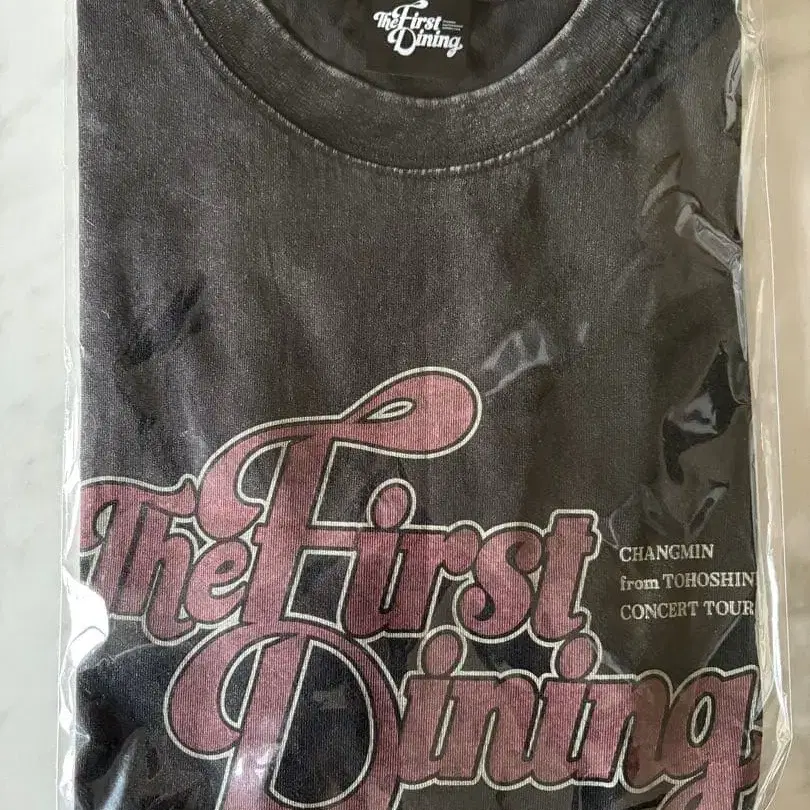 The First
Dining
The First
CHANGMIN
from TOHOSHIN
CONCERT TOUR
Dining